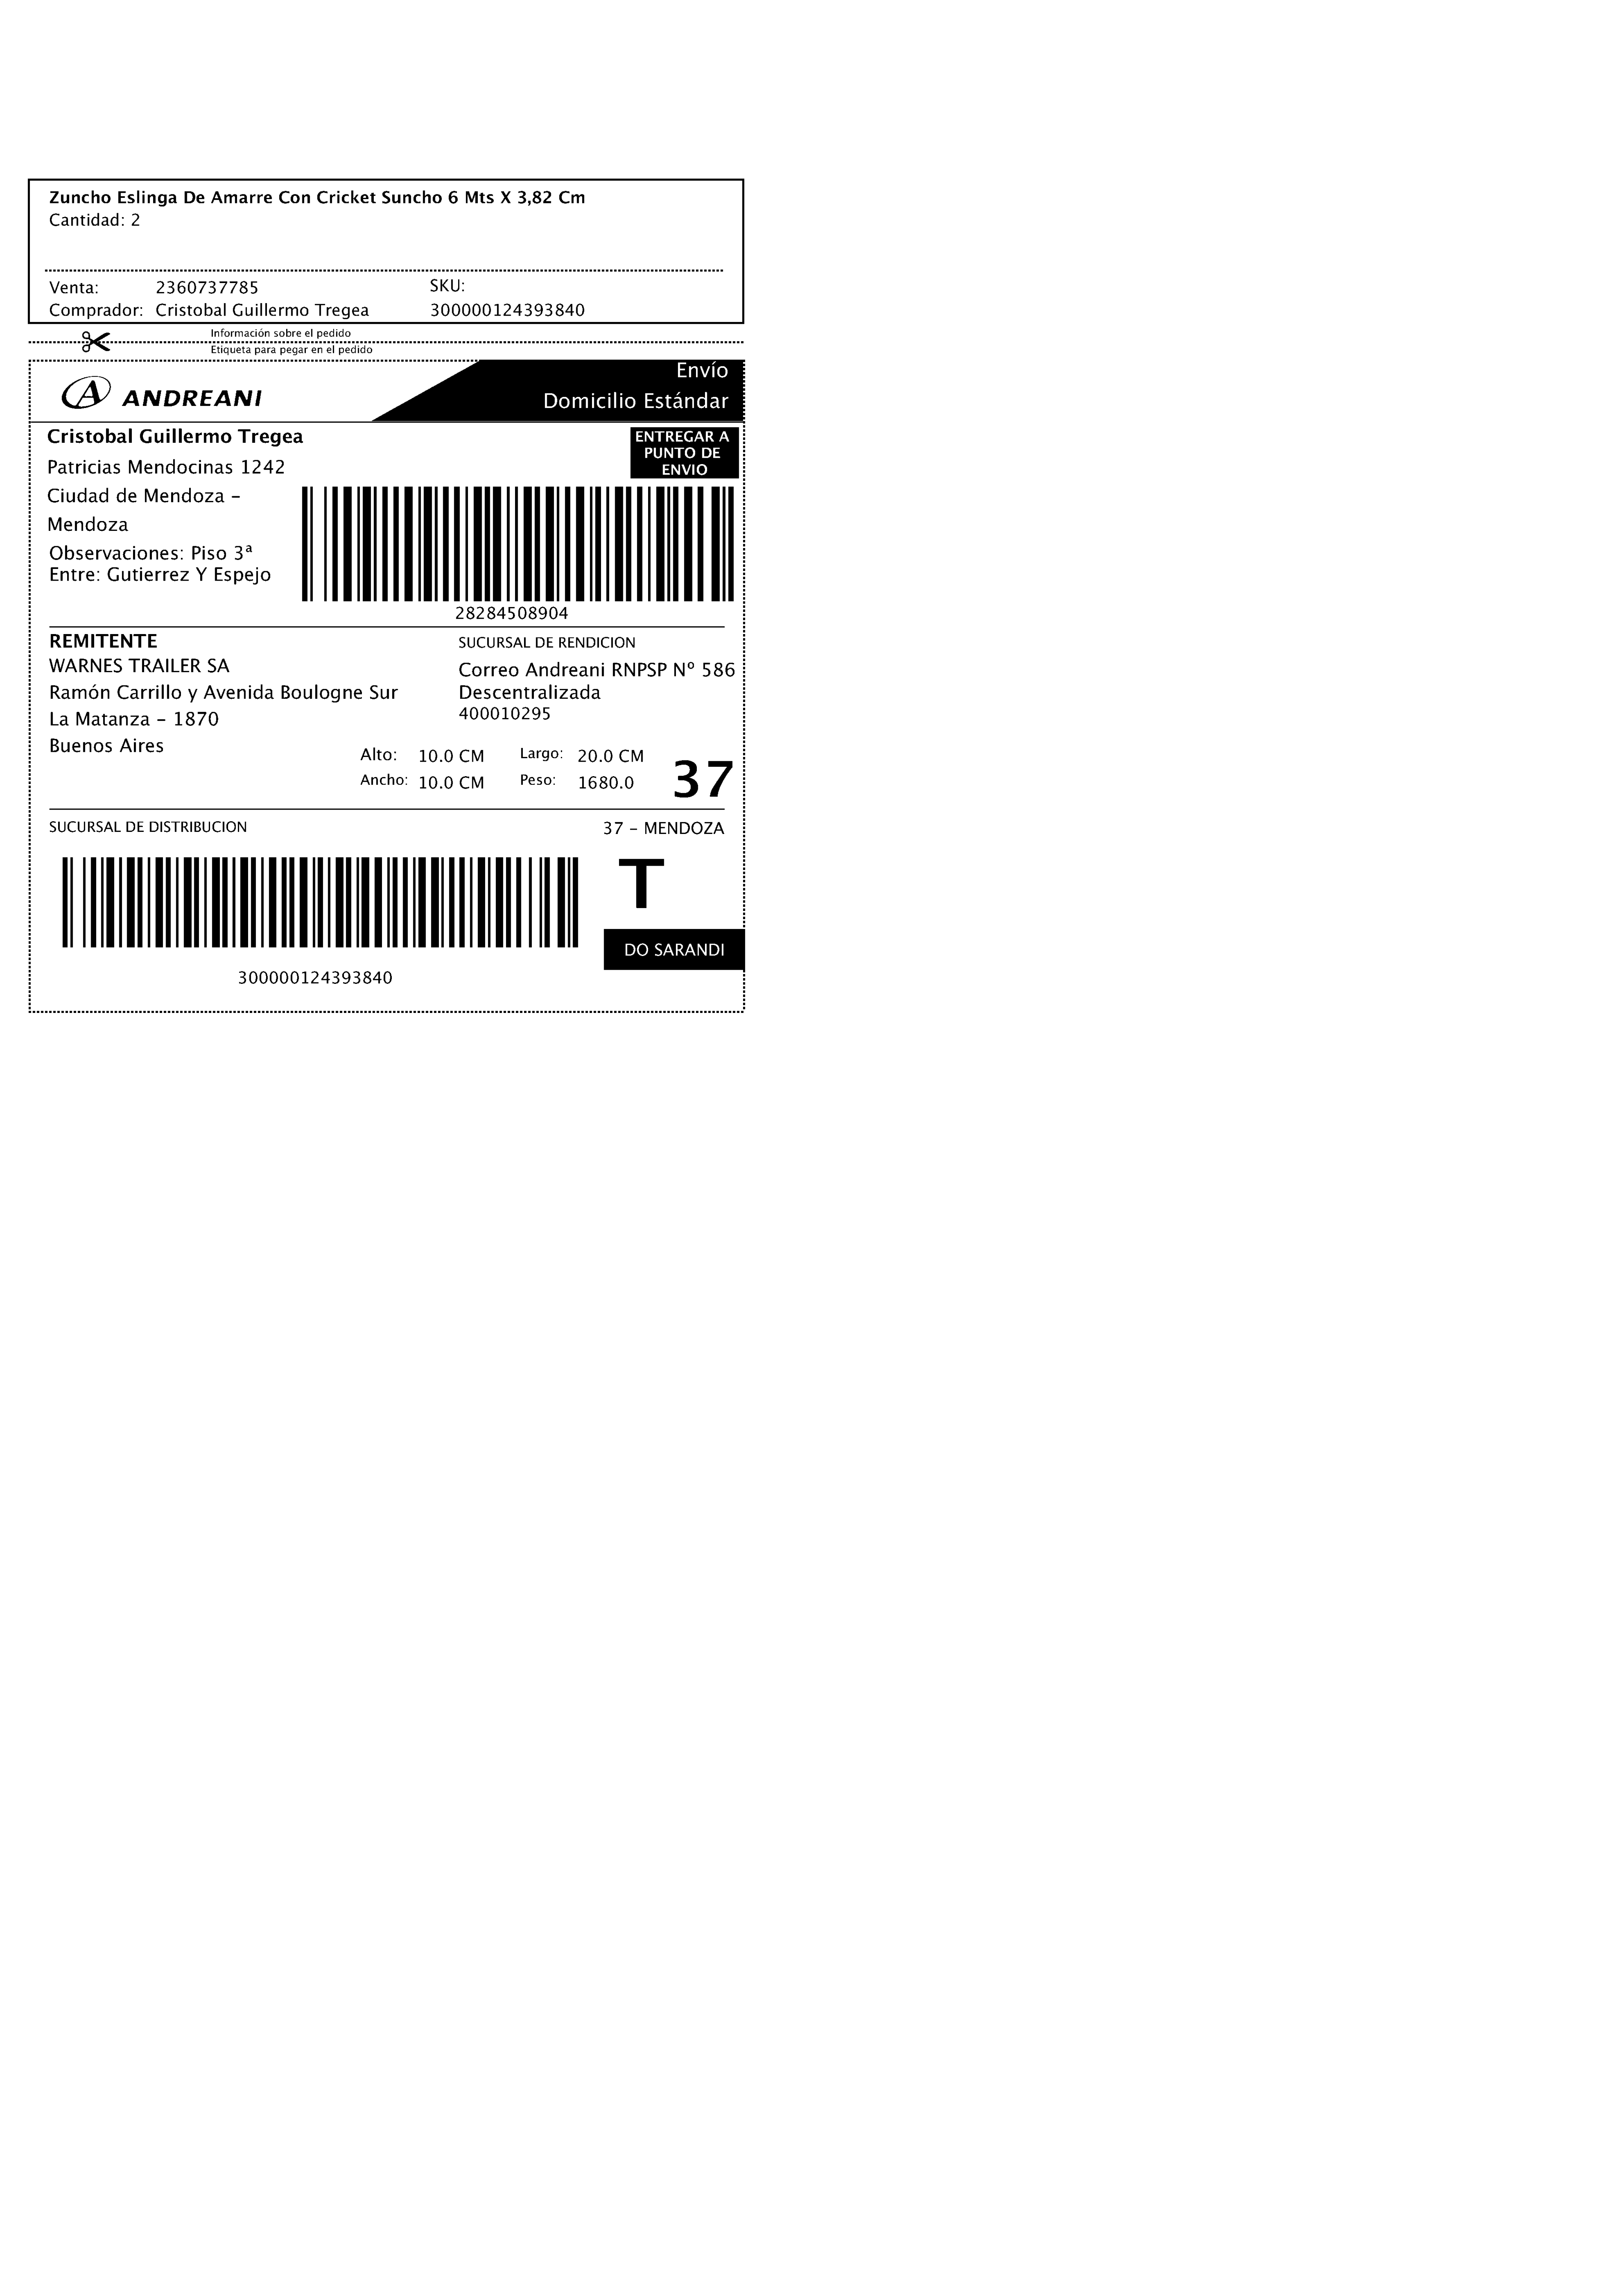 Zuncho Eslinga De Amarre Con Cricket Suncho 6 Mts X 3,82 Cm
Cantidad: 2
Venta: 2360737785 SKU:
Comprador: Cristobal Guillermo Tregea 300000124393840
Información sobre el pedido
Etiqueta para pegar en el pedido
Envío
A ANDREANI Domicilio Estándar
Cristobal Guillermo Tregea
ENTREGAR A
PUNTO DE
ENVIO
Patricias Mendocinas 1242
Ciudad de Mendoza –
Mendoza
Observaciones: Piso 3ª
Entre: Gutierrez Y Espejo
28284508904
REMITENTE
WARNES TRAILER SA
Ramón Carrillo y Avenida Boulogne Sur
La Matanza – 1870
Buenos Aires
SUCURSAL DE RENDICION
Correo Andreani RNPSP Nº 586
Descentralizada
400010295
Alto: 10.0 CM Largo: 20.0 CM
Ancho: 10.0 CM Peso: 1680.0
37
SUCURSAL DE DISTRIBUCION 37 – MENDOZA
T
DO SARANDI
300000124393840